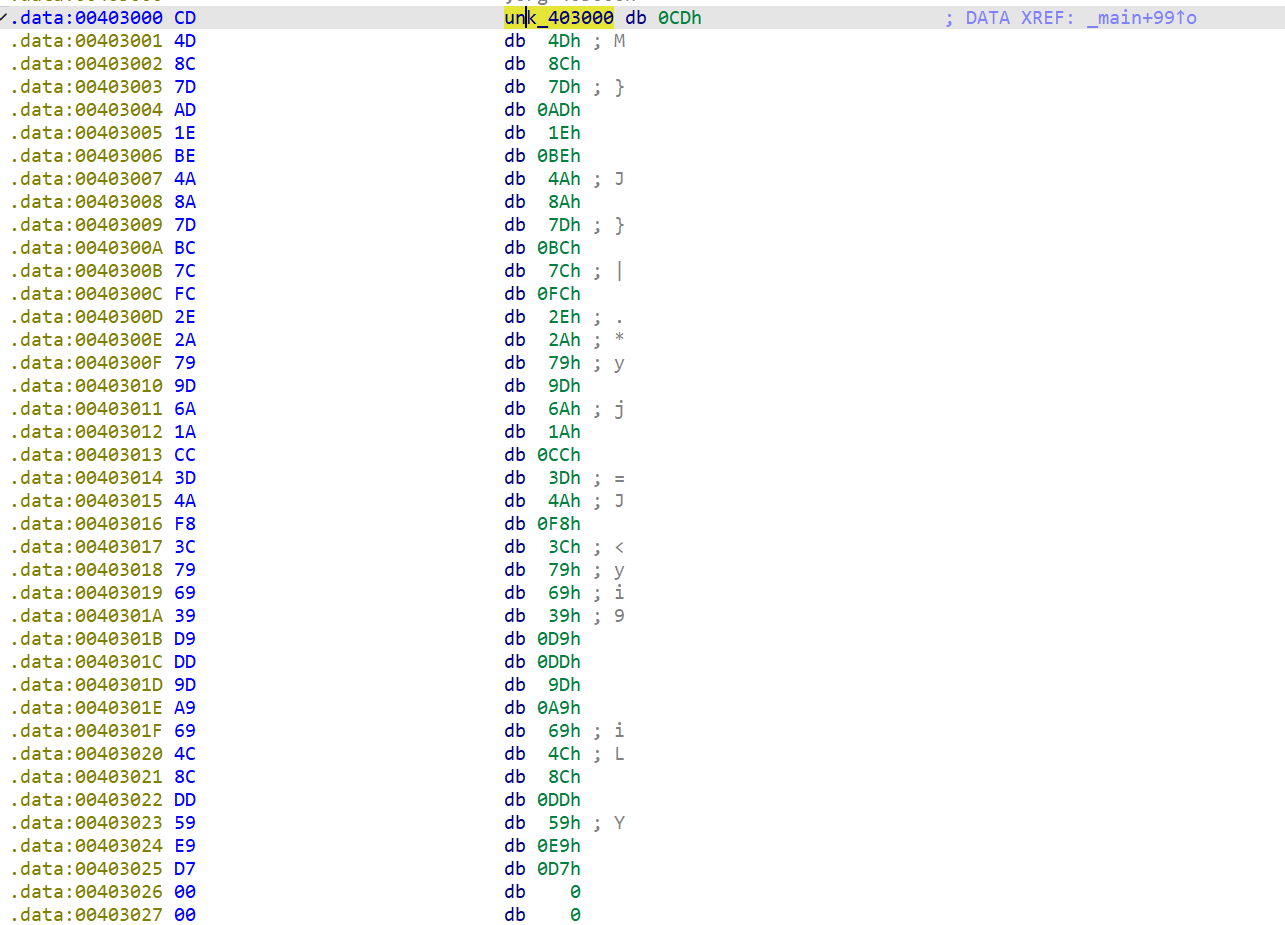 .data:00403000 CD unk_403000 db 0CDh ; DATA XREF: _main+99↑o
.data:00403001 4D db 4Dh ; M
.data:00403002 8C db 8Ch
.data:00403003 7D db 7Dh ; }
.data:00403004 AD db 0ADh
.data:00403005 1E db 1Eh
.data:00403006 BE db 0BEh
.data:00403007 4A db 4Ah ; J
.data:00403008 8A db 8Ah
.data:00403009 7D db 7Dh ; }
.data:0040300A BC db 0BCh
.data:0040300B 7C db 7Ch ; |
.data:0040300C FC db 0FCh
.data:0040300D 2E db 2Eh ; .
.data:0040300E 2A db 2Ah ; *
.data:0040300F 79 db 79h ; y
.data:00403010 9D db 9Dh
.data:00403011 6A db 6Ah ; j
.data:00403012 1A db 1Ah
.data:00403013 CC db 0CCh
.data:00403014 3D db 3Dh ; =
.data:00403015 4A db 4Ah ; J
.data:00403016 F8 db 0F8h
.data:00403017 3C db 3Ch ; <
.data:00403018 79 db 79h ; y
.data:00403019 69 db 69h ; i
.data:0040301A 39 db 39h ; 9
.data:0040301B D9 db 0D9h
.data:0040301C DD db 0DDh
.data:0040301D 9D db 9Dh
.data:0040301E A9 db 0A9h
.data:0040301F 69 db 69h ; i
.data:00403020 4C db 4Ch ; L
.data:00403021 8C db 8Ch
.data:00403022 DD db 0DDh
.data:00403023 59 db 59h ; Y
.data:00403024 E9 db 0E9h
.data:00403025 D7 db 0D7h
.data:00403026 00 db 0
.data:00403027 00 db 0